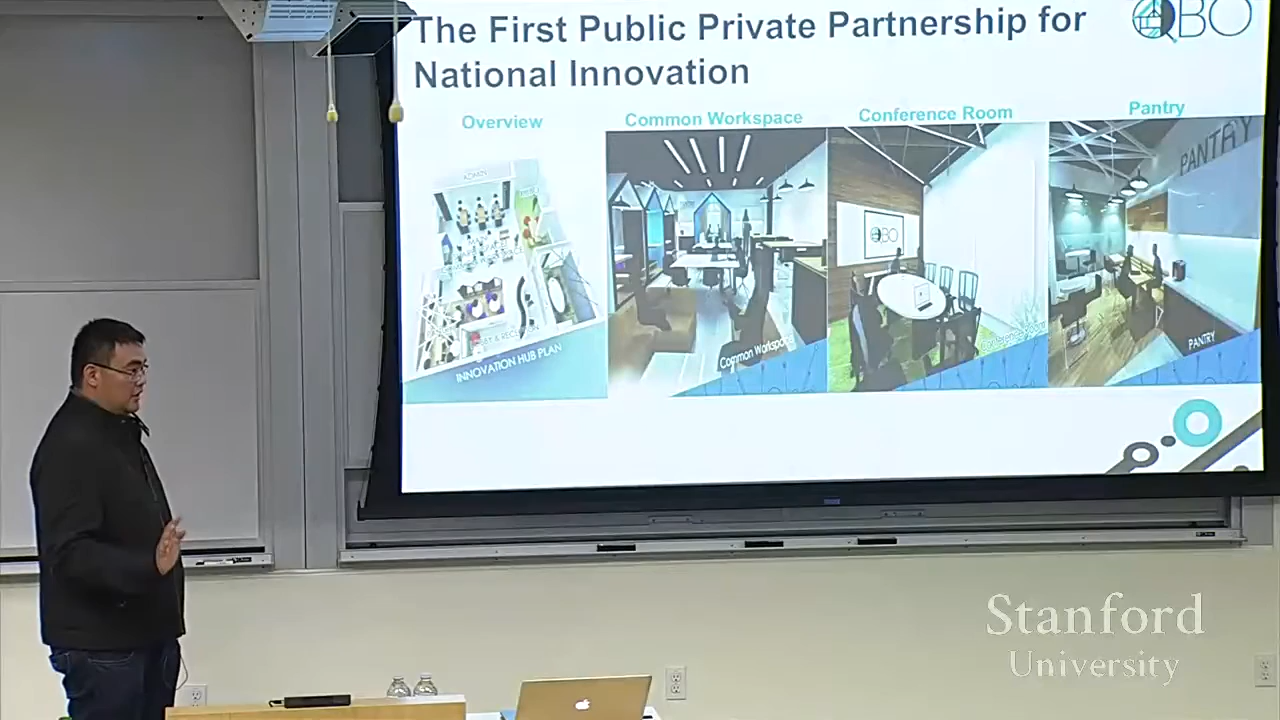 The First Public Private Partnership for
National Innovation
QBO
Overview
Common Workspace
Conference Room
Pantry
PANTRY
QBO
INNOVATION HUB PLAN
Common Workspace
PANTRY
Stanford
University